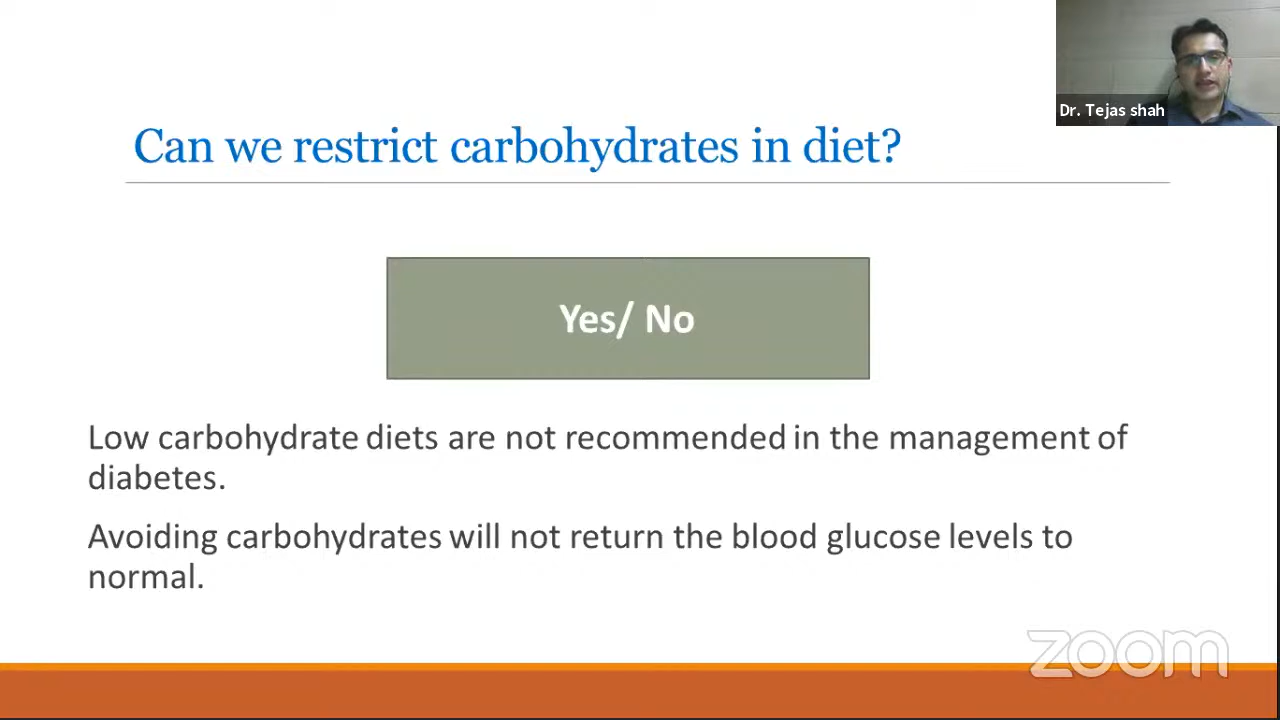 Dr. Tejas shah
Can we restrict carbohydrates in diet?
Yes/ No
Low carbohydrate diets are not recommended in the management of
diabetes.
Avoiding carbohydrates will not return the blood glucose levels to
normal.
zoom